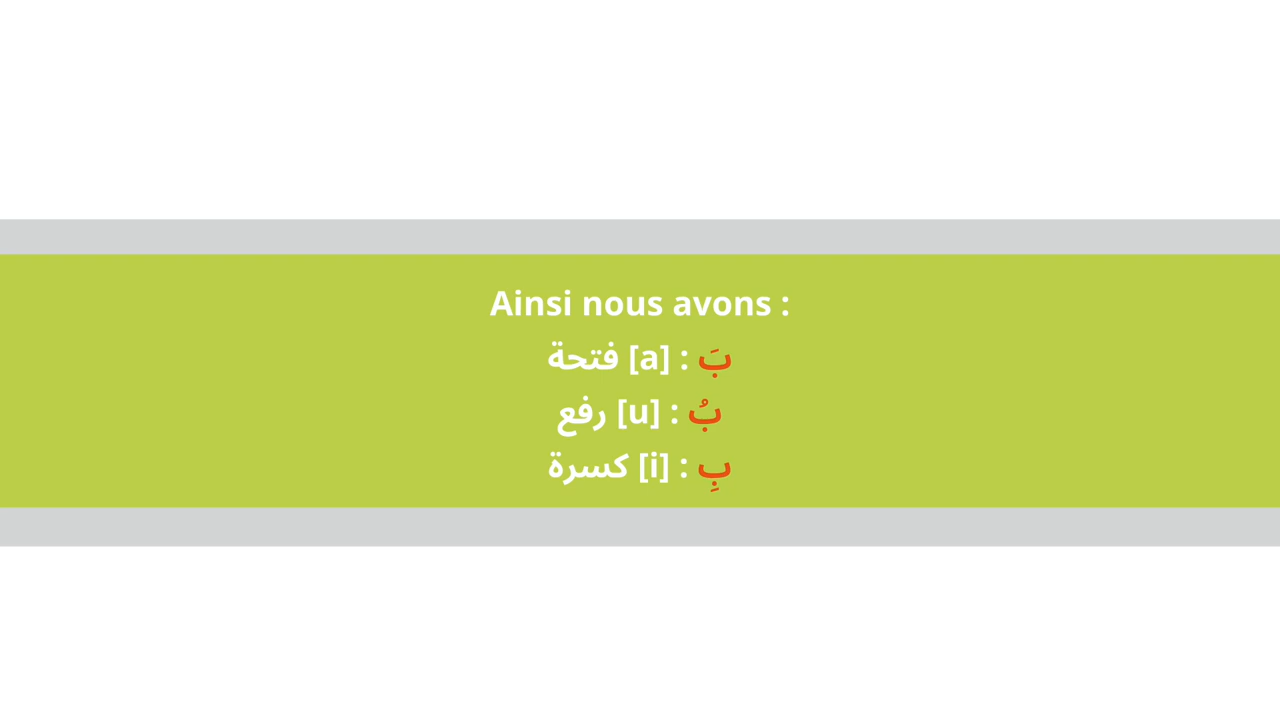 Ainsi nous avons :
بَ : [a] فتحة
بُ : [u] رفع
بِ : [i] كسرة